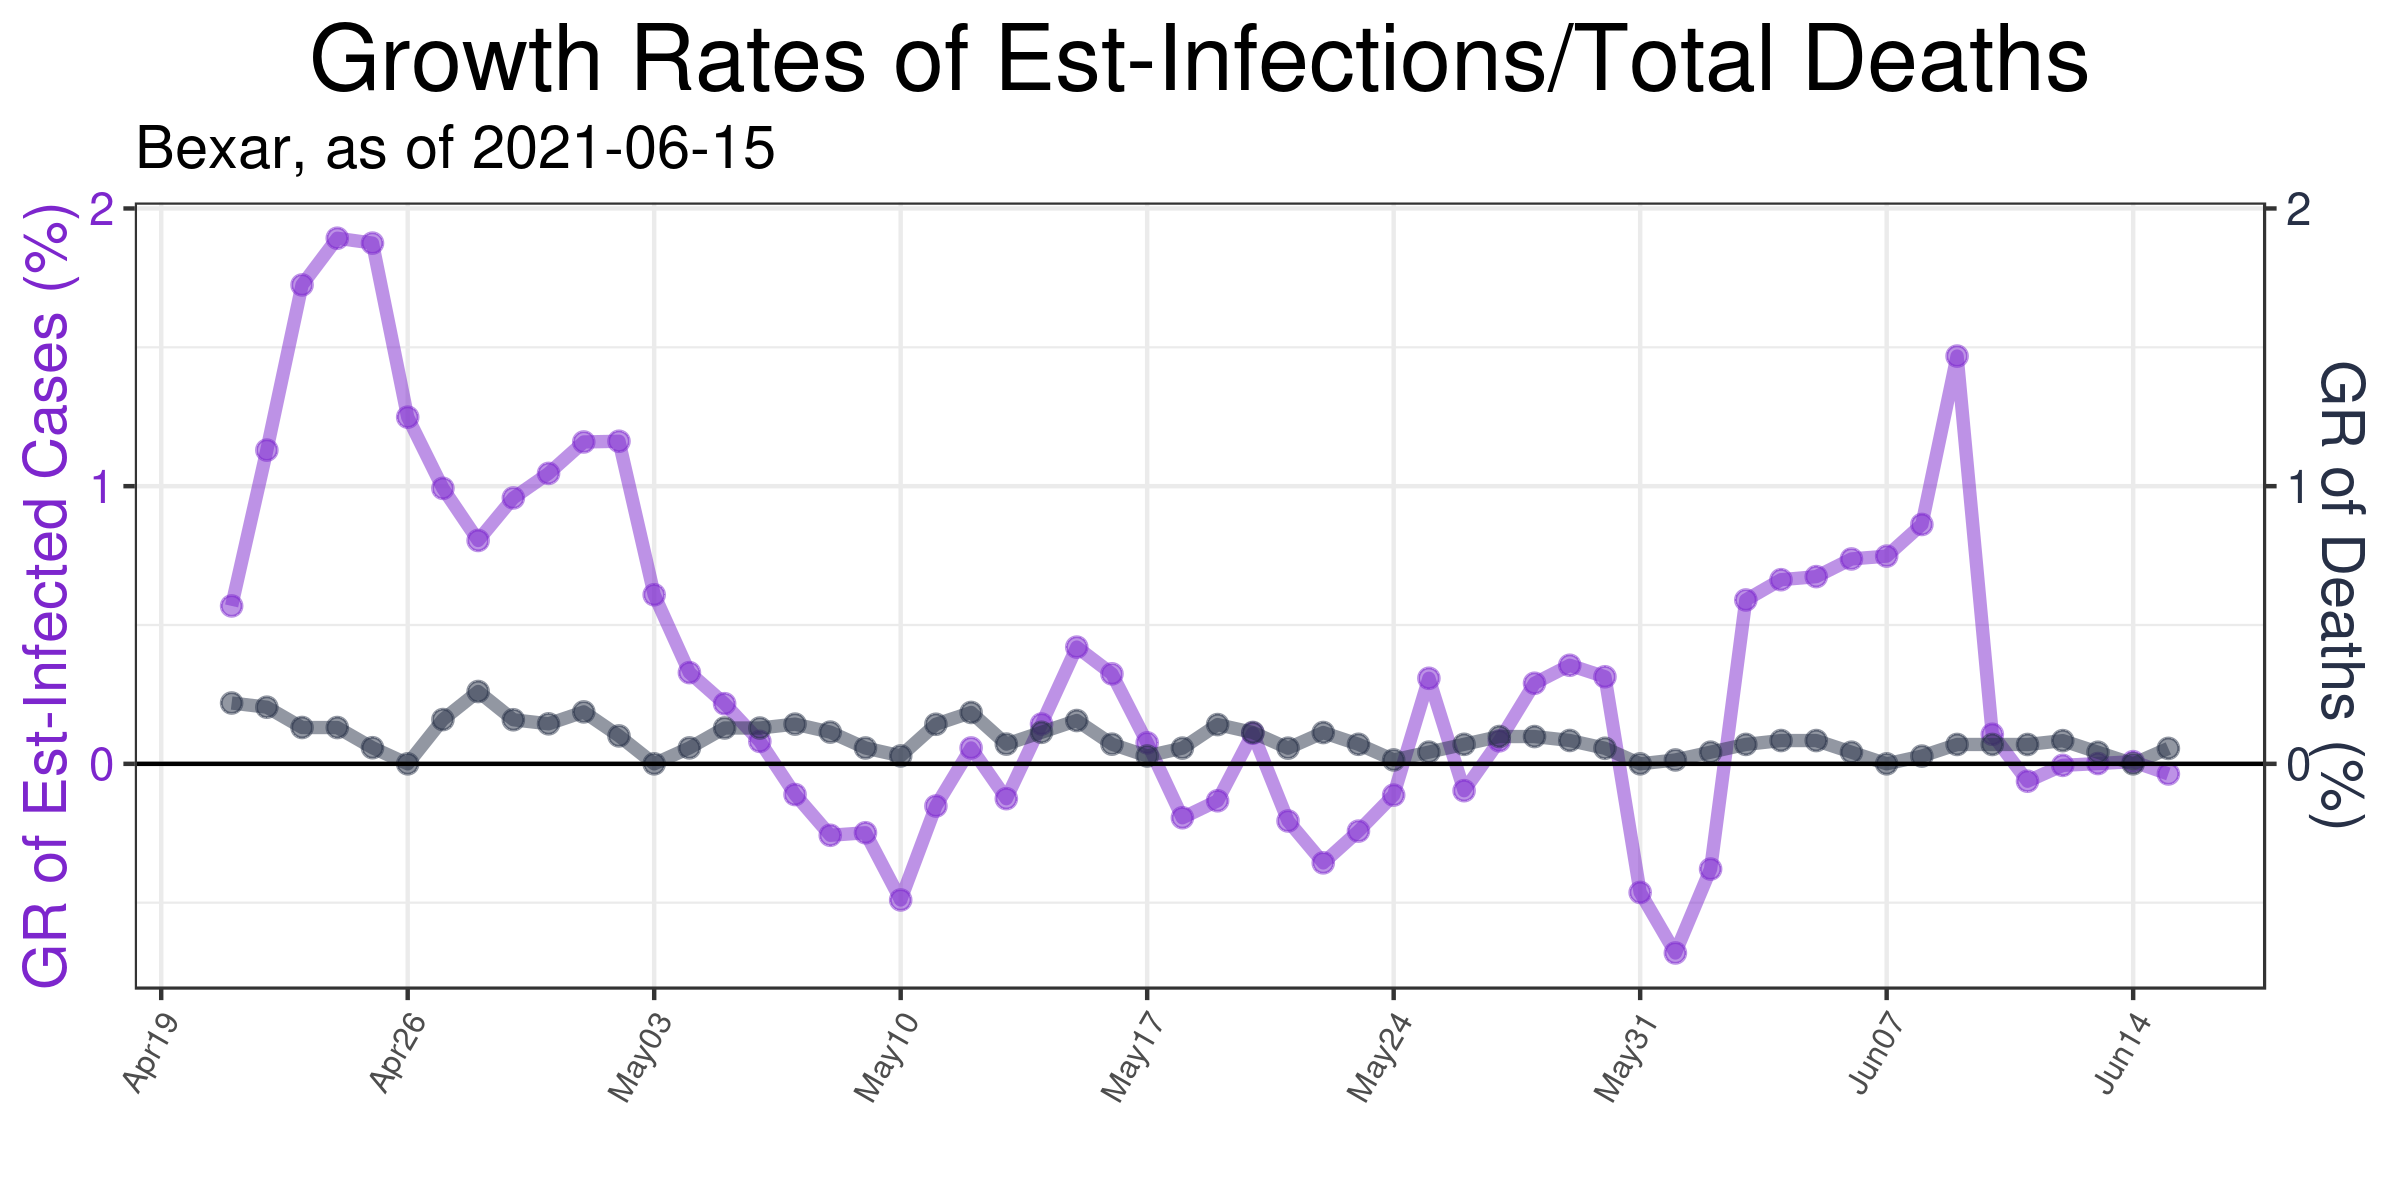 Growth Rates of Est-Infections/Total Deaths
Bexar, as of 2021-06-15
GR of Est-Infected Cases (%)
2
1
0
2
1
0
GR of Deaths (%)
Apr19
Apr26
May03
May10
May17
May24
May31
Jun07
Jun14